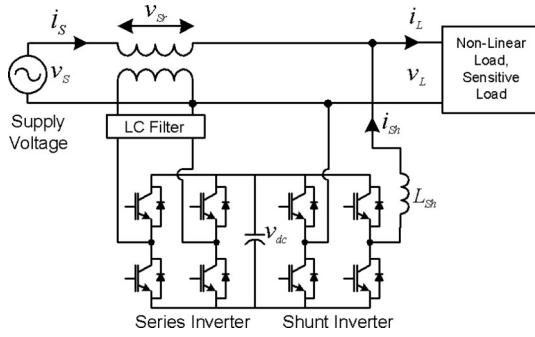 v_Sr
i_S
i_L
v_S
v_L
Non-Linear
Load,
Sensitive
Load
Supply
Voltage
LC Filter
i_Sh
L_Sh
v_dc
Series Inverter
Shunt Inverter